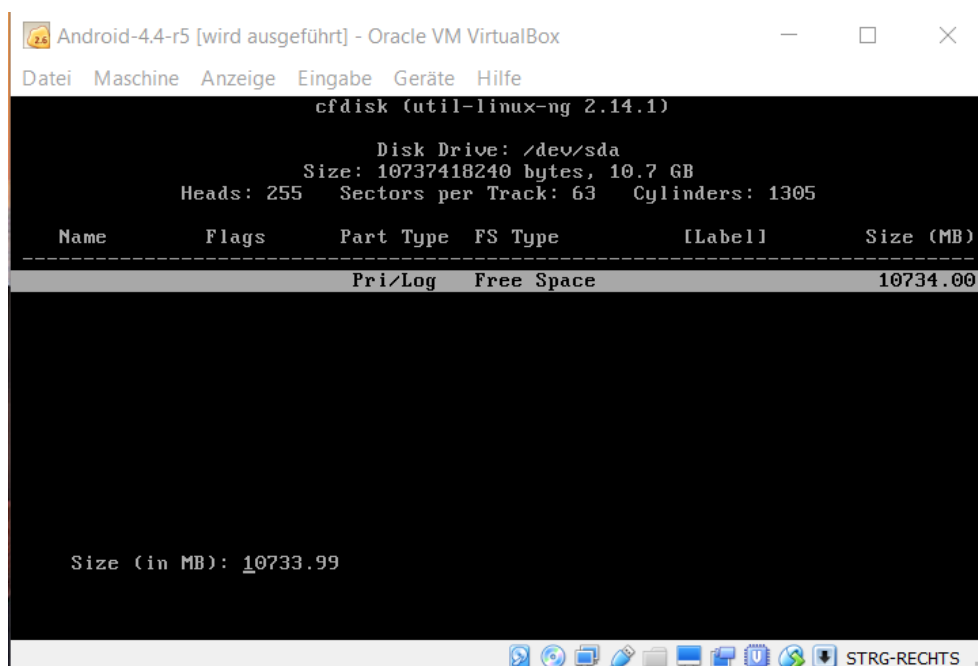 Android-4.4-r5 [wird ausgeführt] - Oracle VM VirtualBox
Datei Maschine Anzeige Eingabe Geräte Hilfe
cfdisk (util-linux-ng 2.14.1)
Disk Drive: /dev/sda
Size: 10737418240 bytes, 10.7 GB
Heads: 255 Sectors per Track: 63 Cylinders: 1305
Name Flags Part Type FS Type [Label] Size (MB)
Pri/Log Free Space 10734.00
Size (in MB): 10733.99
STRG-RECHTS